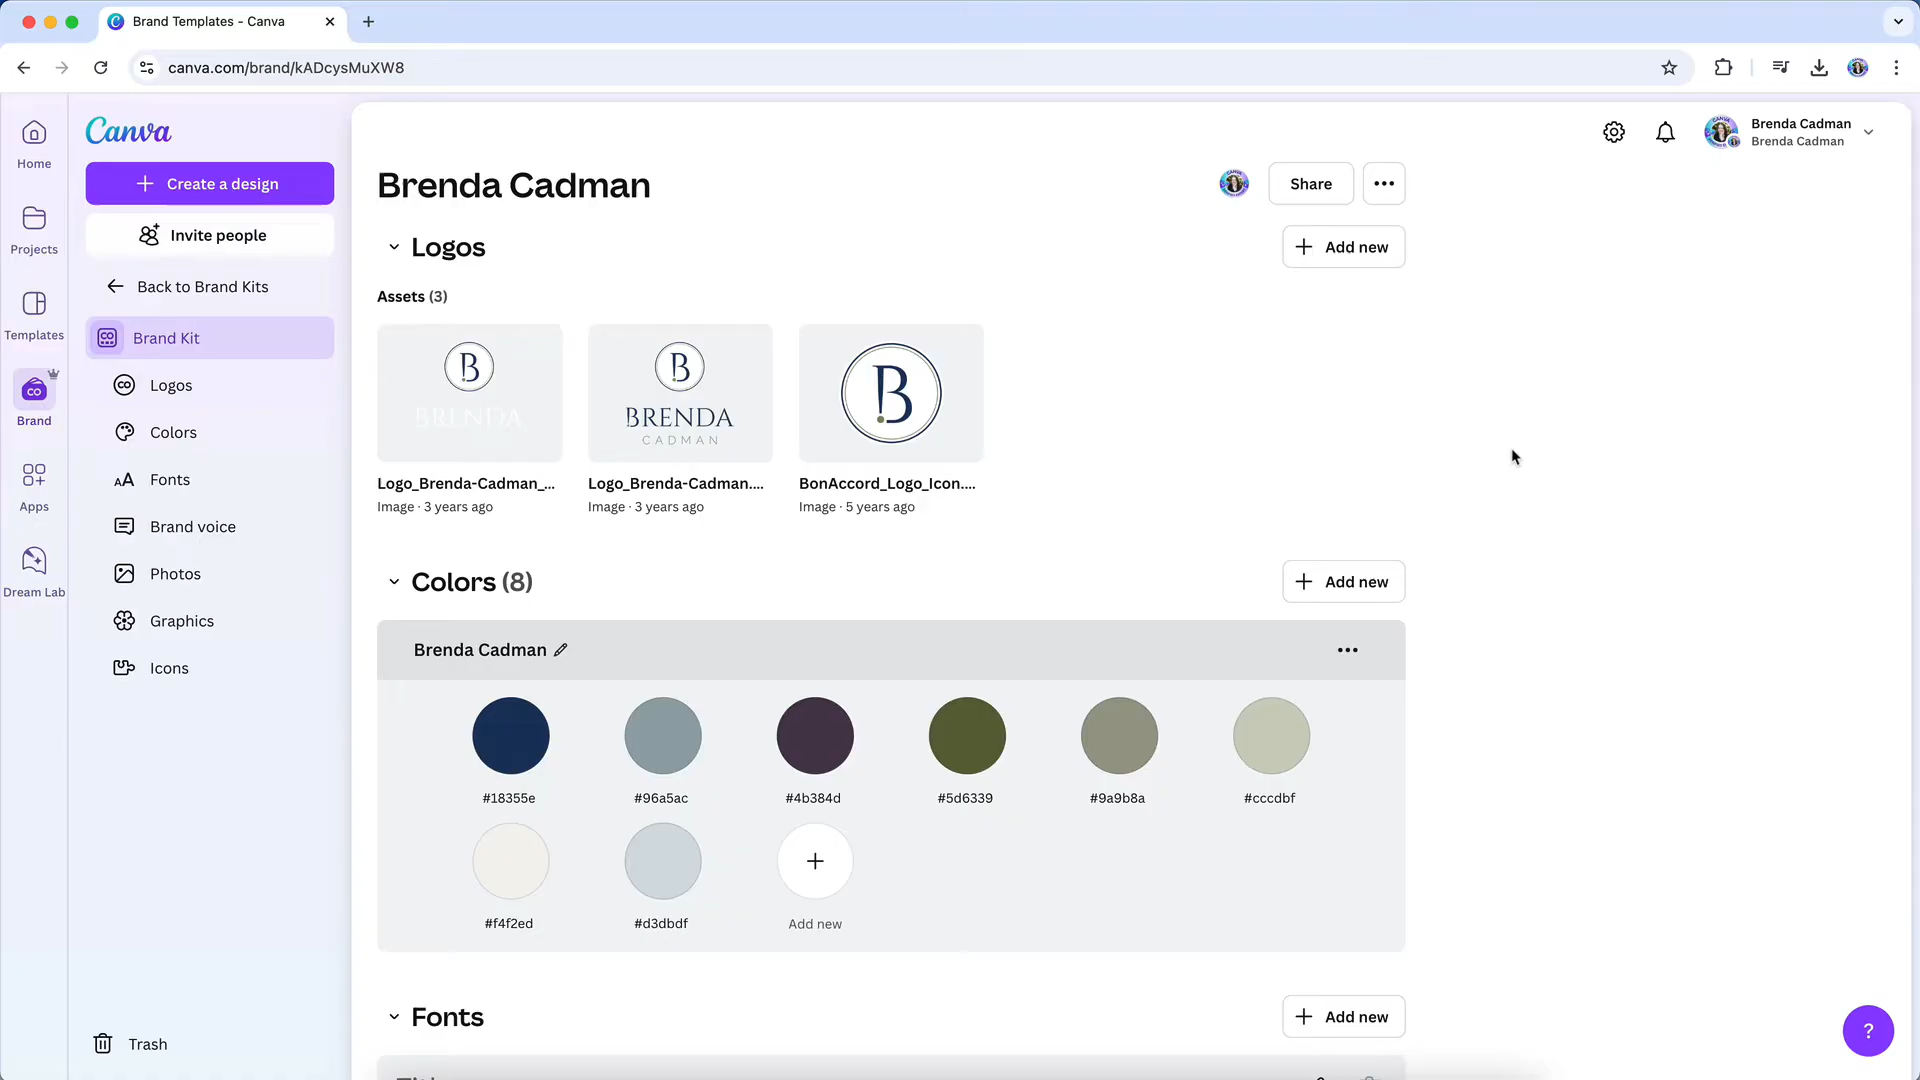 Brand Templates - Canva
canva.com/brand/kADcysMuXW8
Home
Projects
Templates
Brand
Apps
Dream Lab
Canva
Create a design
Invite people
Back to Brand Kits
Brand Kit
Logos
Colors
Fonts
Brand voice
Photos
Graphics
Icons
Trash
Brenda Cadman
Brenda Cadman
Brenda Cadman
Share
Logos
Add new
Assets (3)
B
BRENDA
B
BRENDA
CADMAN
B
Logo_Brenda-Cadman_...
Logo_Brenda-Cadman....
BonAccord_Logo_Icon....
Image · 3 years ago
Image · 3 years ago
Image · 5 years ago
Colors (8)
Add new
Brenda Cadman
#18355e
#96a5ac
#4b384d
#5d6339
#9a9b8a
#cccdbf
#f4f2ed
#d3dbdf
Add new
Fonts
Add new
?